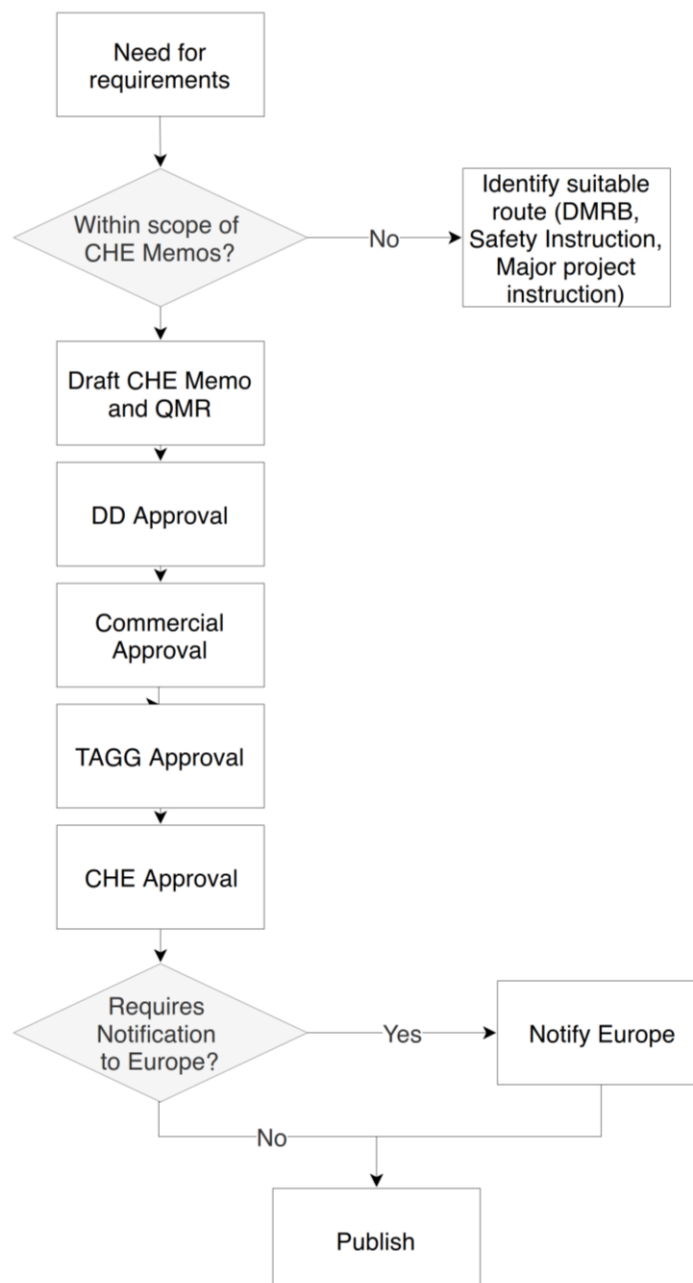 Need for
requirements
Within scope of
CHE Memos?
No
Identify suitable
route (DMRB,
Safety Instruction,
Major project
instruction)
Draft CHE Memo
and QMR
DD Approval
Commercial
Approval
TAGG Approval
CHE Approval
Requires
Notification
to Europe?
Yes
Notify Europe
No
Publish